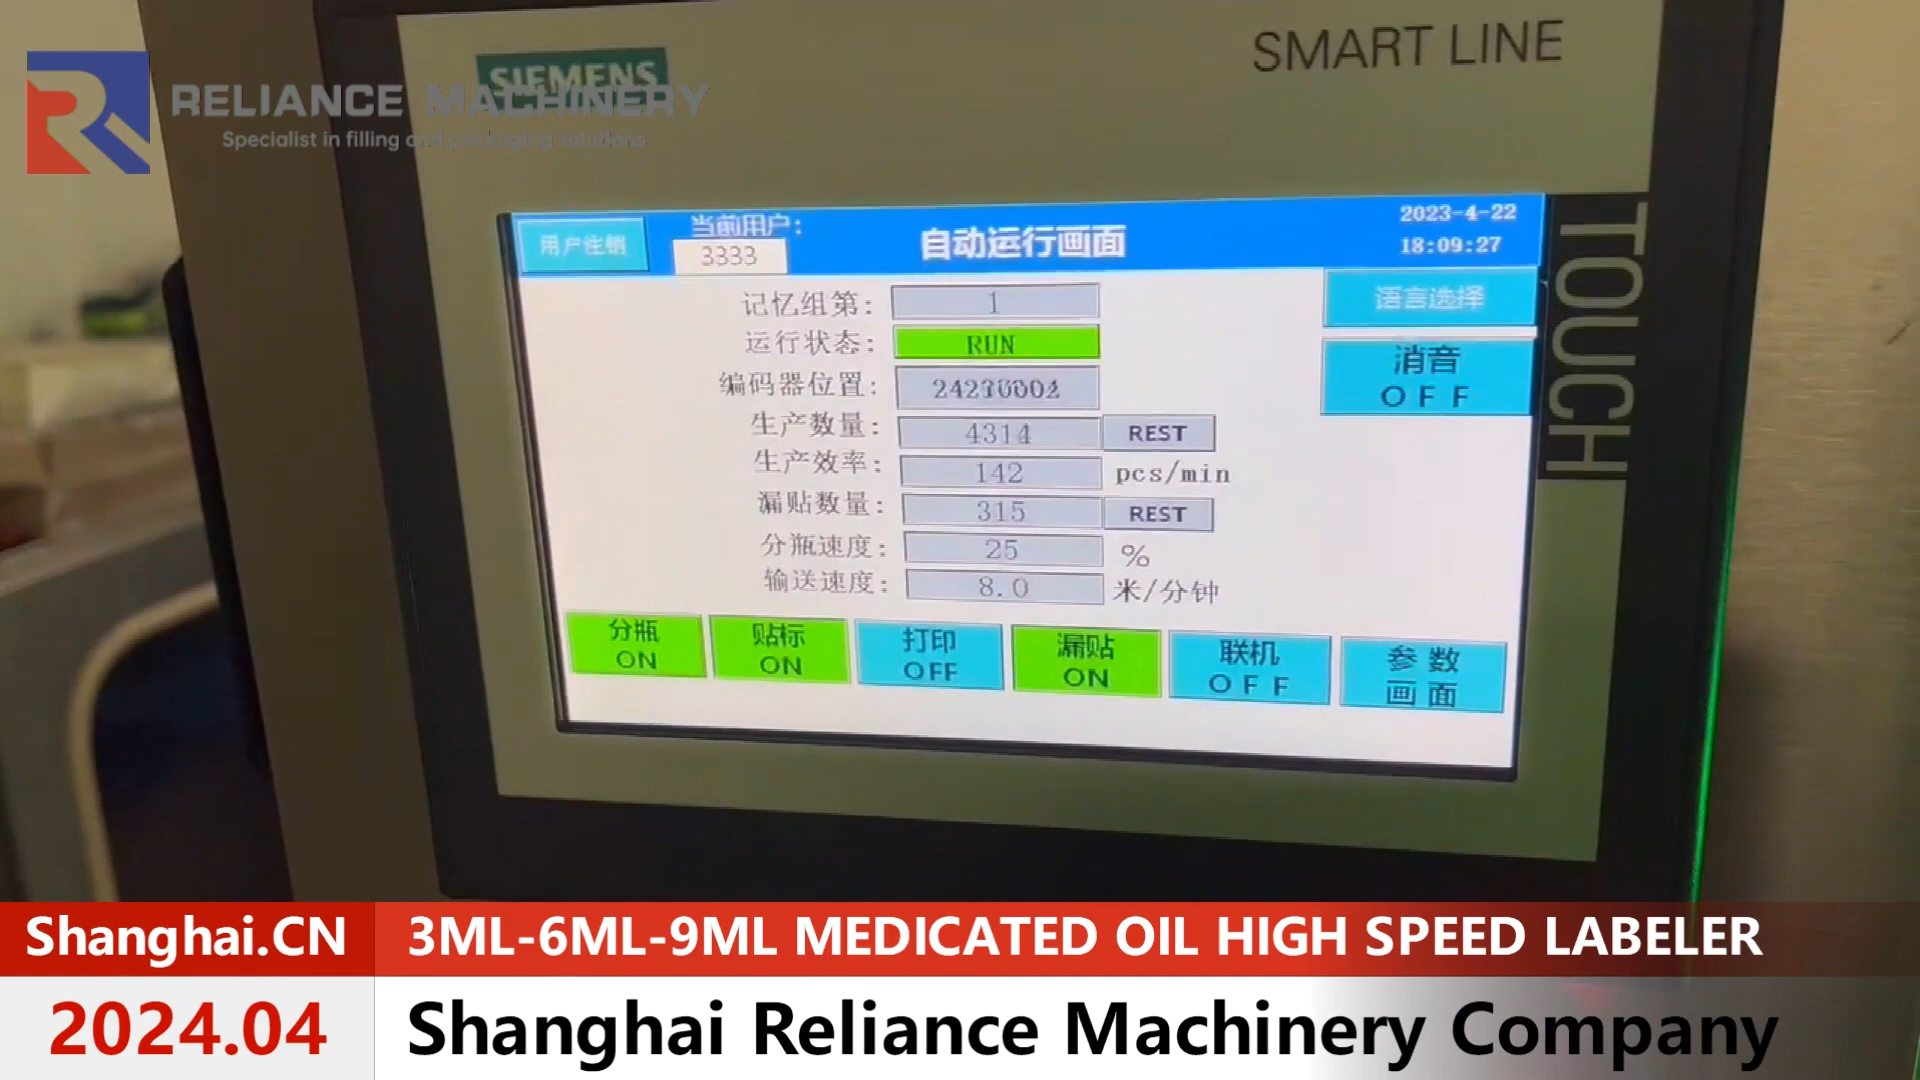 SIEMENS
SMART LINE
RELIANCE MACHINERY
Specialist in filling and packaging solutions
TOUCH
用户注销
当前用户:
3333
自动运行画面
2023-4-22
18:09:27
语言选择
消音
OFF
记忆组第: 1
运行状态: RUN
编码器位置:
生产数量: 4314 REST
生产效率: 142 pcs/min
漏贴数量: 315 REST
分瓶速度: 25 %
输送速度: 8.0 米/分钟
分瓶
ON
贴标
ON
打印
OFF
漏贴
ON
联机
OFF
参数
画面
Shanghai.CN
3ML-6ML-9ML MEDICATED OIL HIGH SPEED LABELER
2024.04
Shanghai Reliance Machinery Company